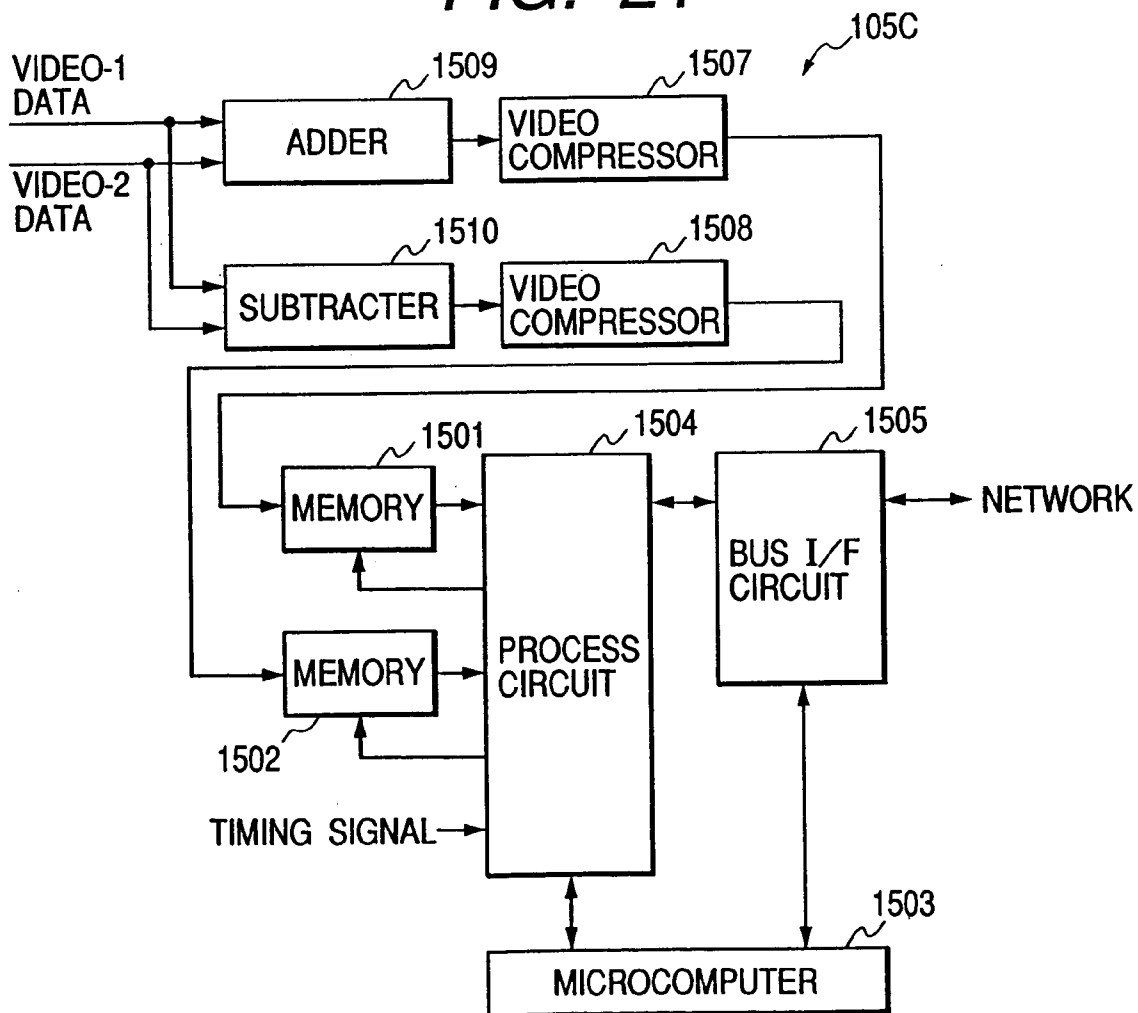 105C
VIDEO-1
DATA
1509
1507
ADDER
VIDEO
COMPRESSOR
VIDEO-2
DATA
1510
1508
SUBTRACTER
VIDEO
COMPRESSOR
1501
1504
1505
MEMORY
NETWORK
BUS I/F
CIRCUIT
MEMORY
PROCESS
CIRCUIT
1502
TIMING SIGNAL
1503
MICROCOMPUTER